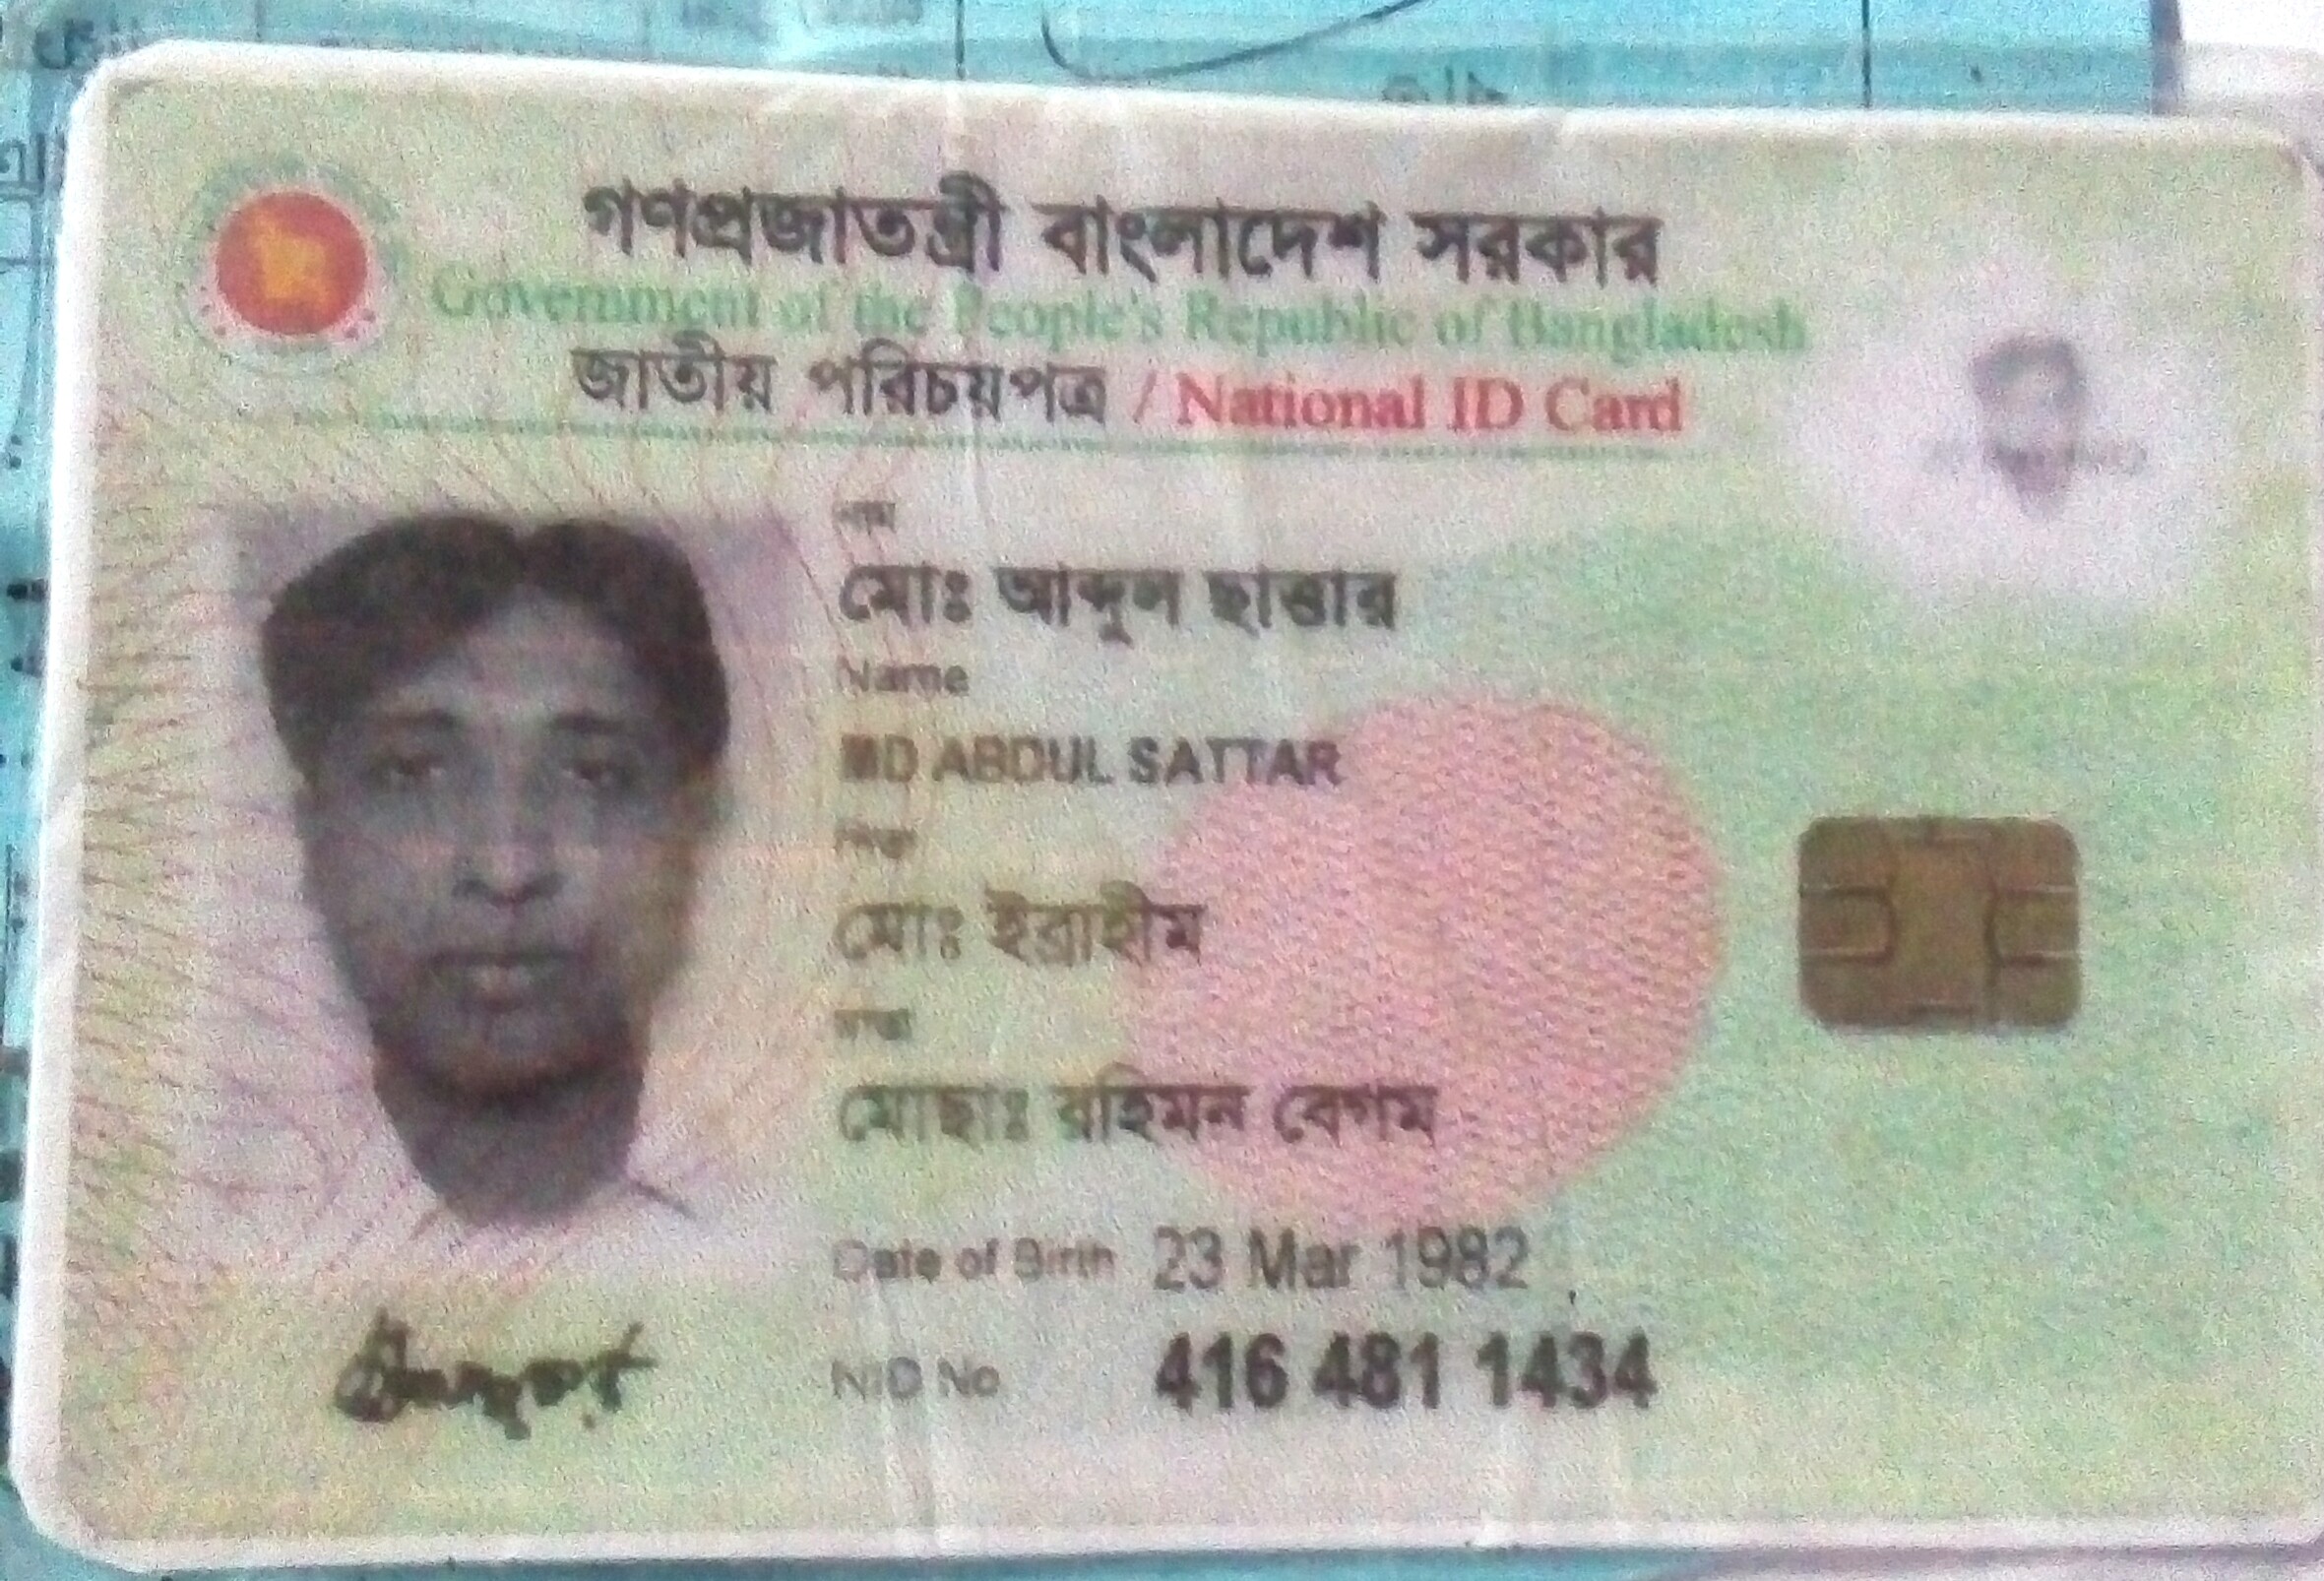 গণপ্রজাতন্ত্রী বাংলাদেশ সরকার
Government of the People's Republic of Bangladesh
জাতীয় পরিচয়পত্র / National ID Card
নাম
মোঃ আব্দুল ছাত্তার
Name
MD ABDUL SATTAR
পিতা
মোঃ ইব্রাহীম
মাতা
মোছাঃ রহিমন বেগম
Date of Birth 23 Mar 1982
NID No 416 481 1434